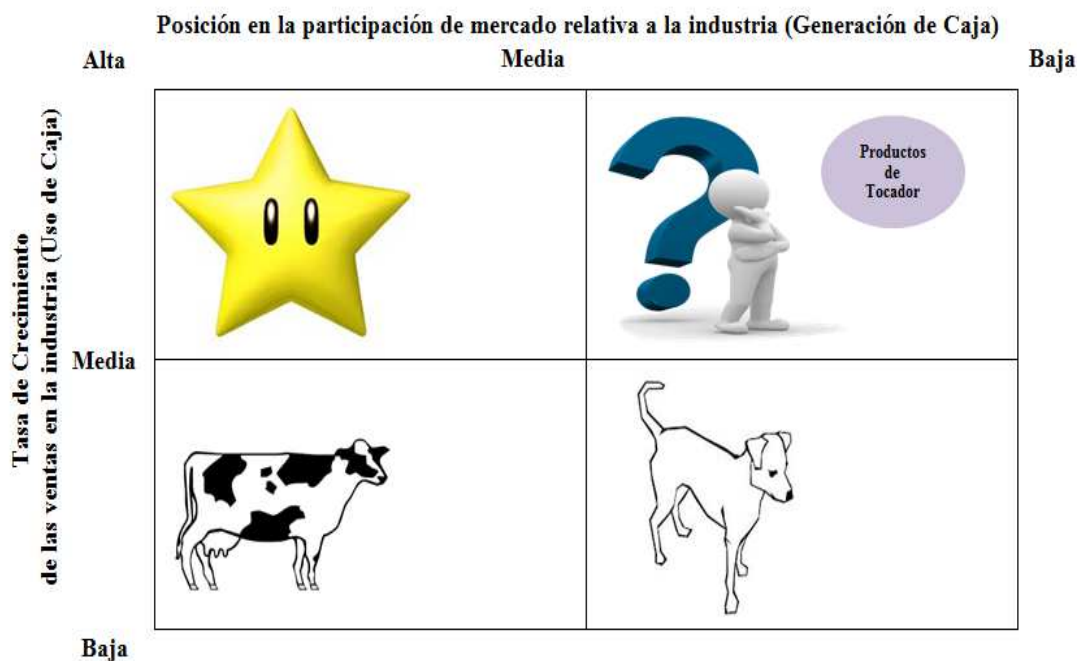 Posición en la participación de mercado relativa a la industria (Generación de Caja)
Alta
Media
Baja
Tasa de Crecimiento
de las ventas en la industria (Uso de Caja)
Productos
de
Tocador
Media
Baja